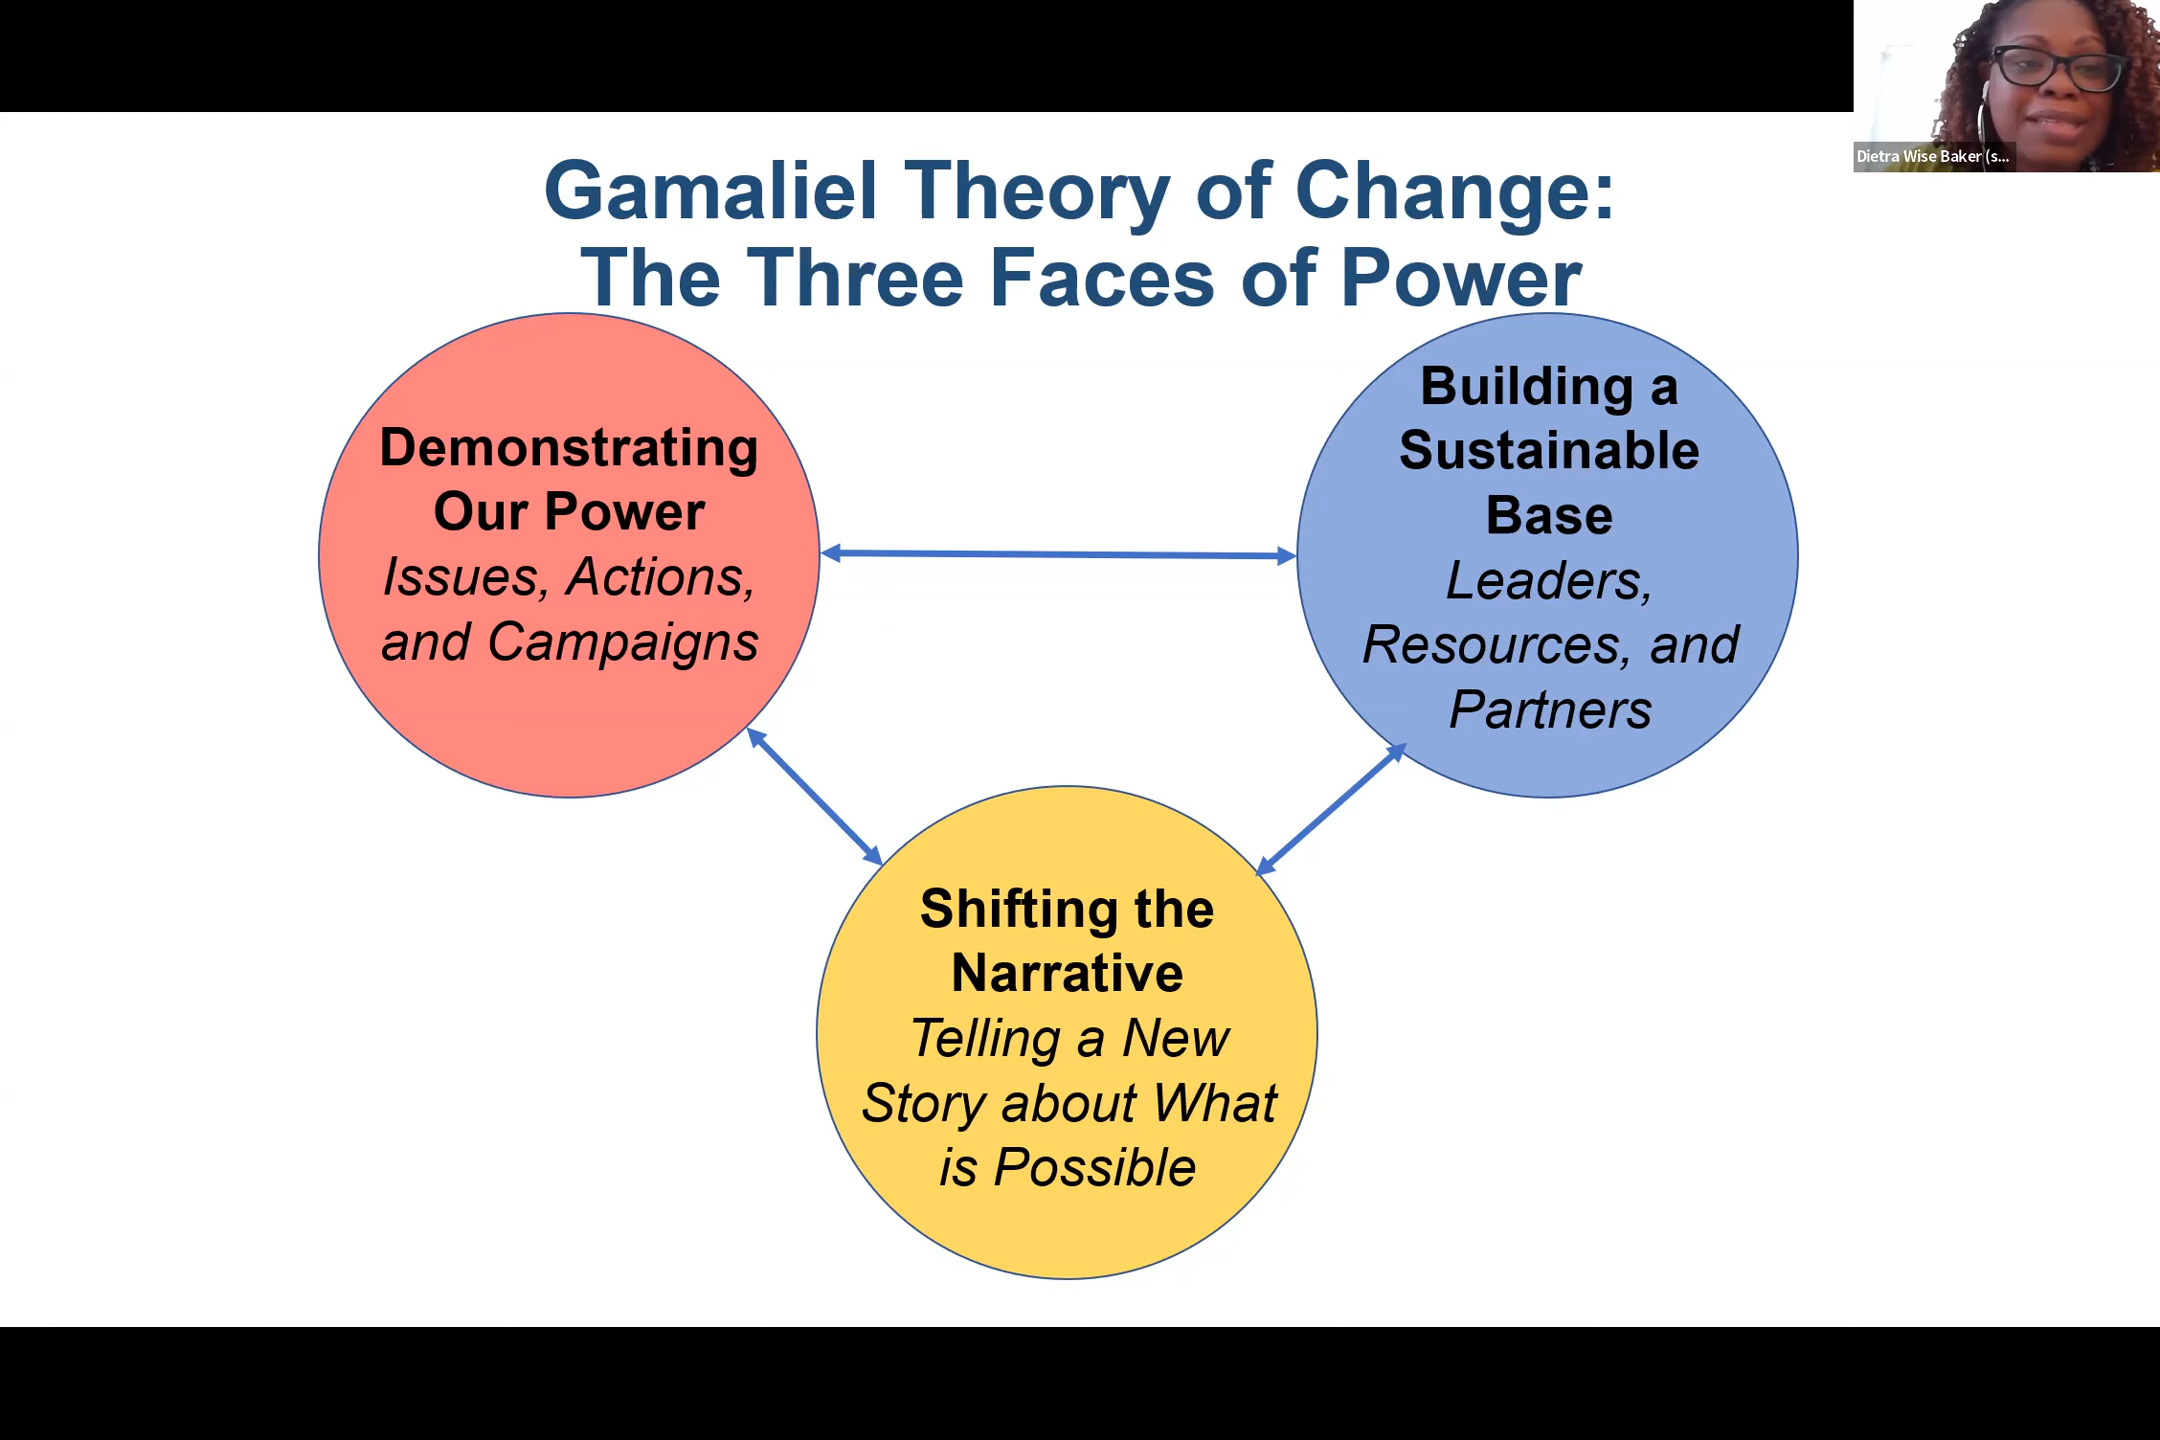 Dietra Wise Baker (s...
Gamaliel Theory of Change:
The Three Faces of Power
Demonstrating
Our Power
Issues, Actions,
and Campaigns
Building a
Sustainable
Base
Leaders,
Resources, and
Partners
Shifting the
Narrative
Telling a New
Story about What
is Possible